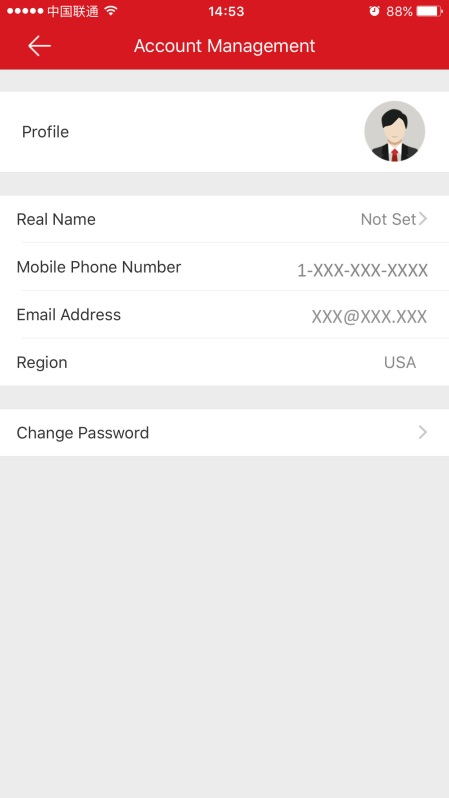 中国联通 14:53 88%
Account Management
Profile
Real Name Not Set
Mobile Phone Number 1-XXX-XXX-XXXX
Email Address XXX@XXX.XXX
Region USA
Change Password